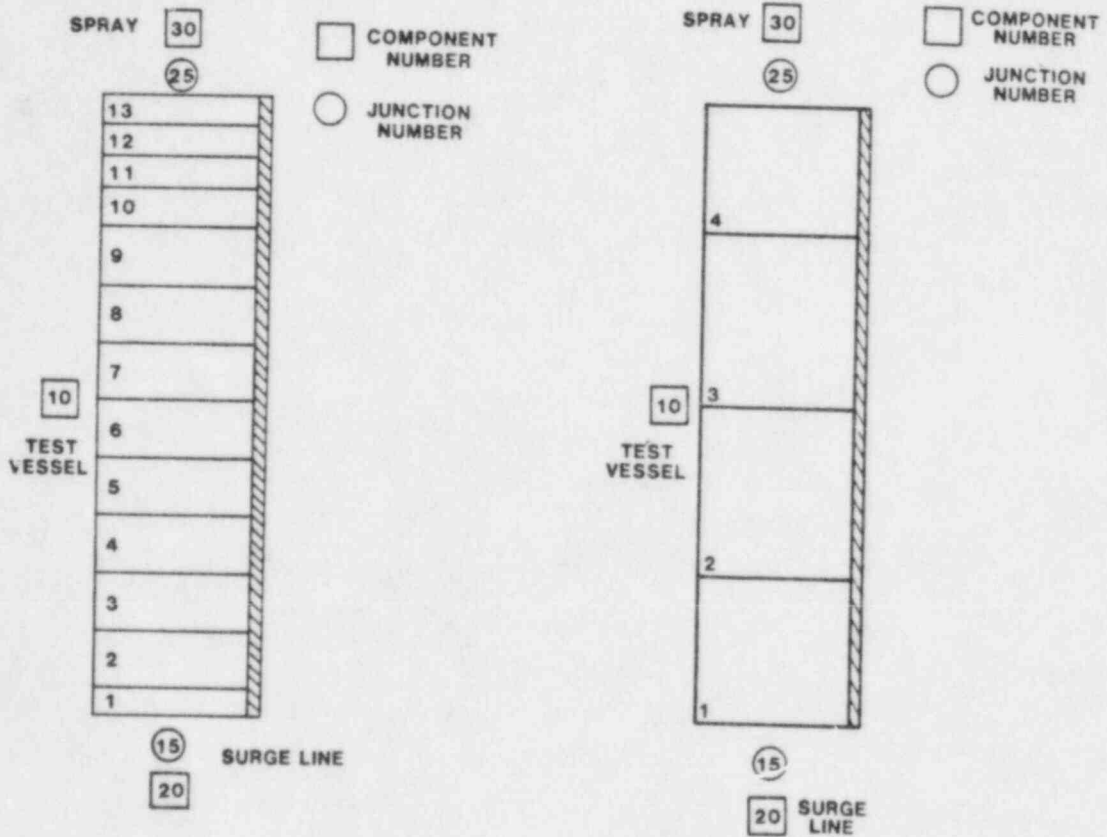 SPRAY 30
25
COMPONENT
NUMBER
JUNCTION
NUMBER
13
12
11
10
9
8
7
6
5
4
3
2
1
10
TEST
VESSEL
15
SURGE LINE
20
SPRAY 30
25
COMPONENT
NUMBER
JUNCTION
NUMBER
4
3
2
1
10
TEST
VESSEL
15
20 SURGE
LINE